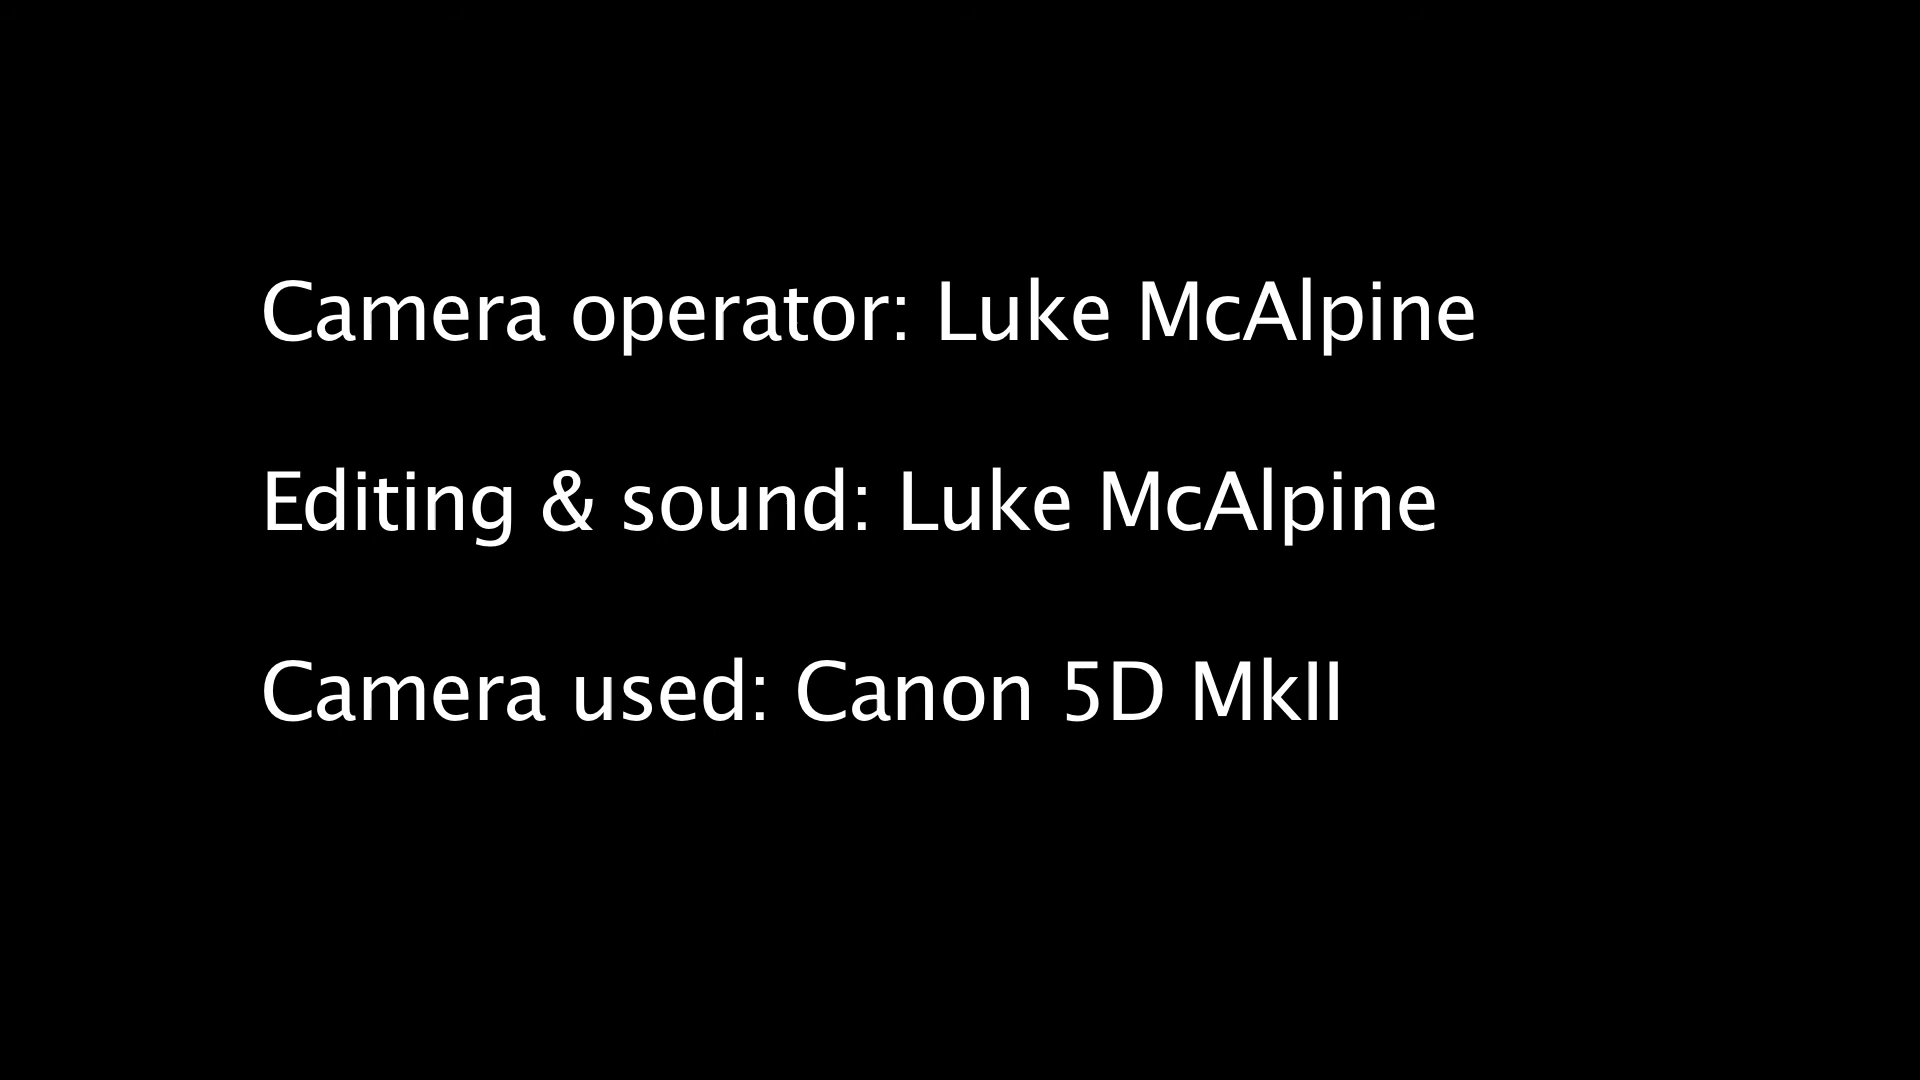 Camera operator: Luke McAlpine
Editing & sound: Luke McAlpine
Camera used: Canon 5D MkII